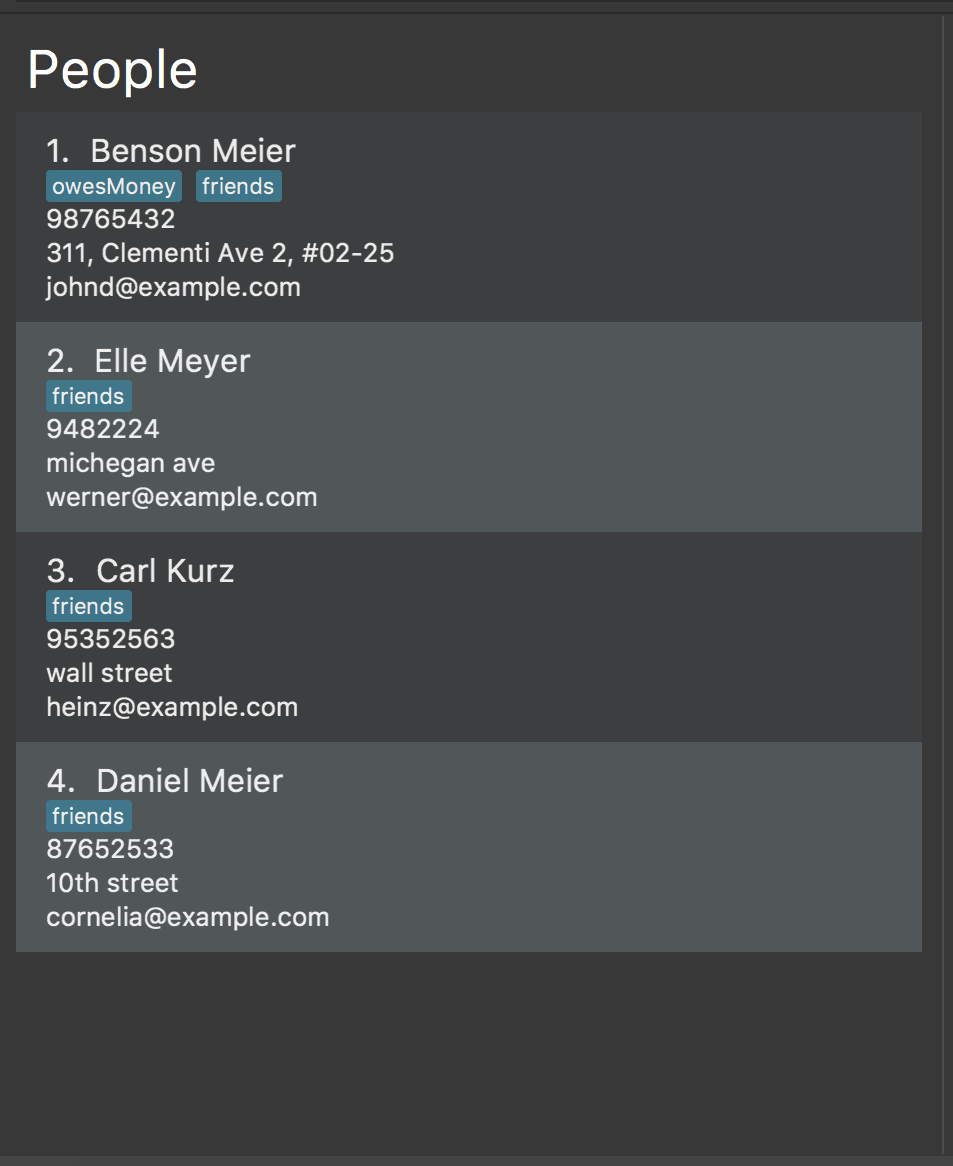 People
1. Benson Meier
owesMoney friends
98765432
311, Clementi Ave 2, #02-25
johnd@example.com
2. Elle Meyer
friends
9482224
michegan ave
werner@example.com
3. Carl Kurz
friends
95352563
wall street
heinz@example.com
4. Daniel Meier
friends
87652533
10th street
cornelia@example.com